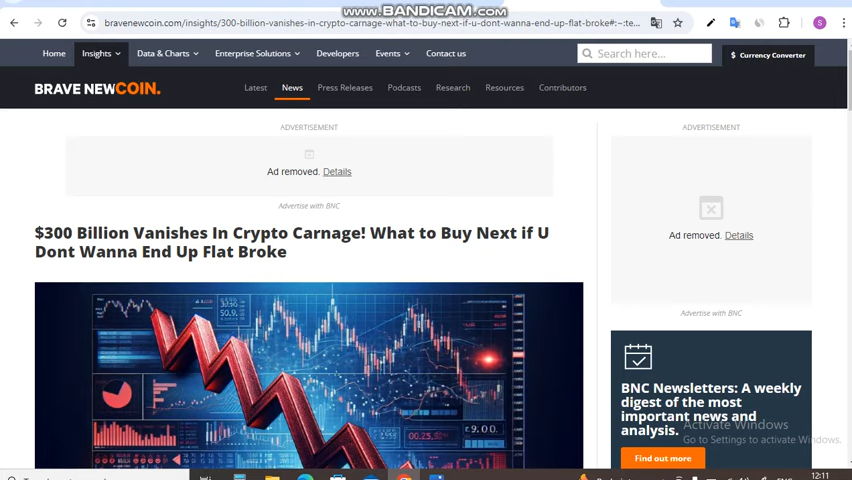 www.BANDICAM.com
bravenewcoin.com/insights/300-billion-vanishes-in-crypto-carnage-what-to-buy-next-if-u-dont-wanna-end-up-flat-broke#:~:te...
S
Home
Insights
Data & Charts
Enterprise Solutions
Developers
Events
Contact us
Search here...
$ Currency Converter
BRAVE NEWCOIN.
Latest
News
Press Releases
Podcasts
Research
Resources
Contributors
ADVERTISEMENT
Ad removed. Details
Advertise with BNC
$300 Billion Vanishes In Crypto Carnage! What to Buy Next if U
Dont Wanna End Up Flat Broke
ADVERTISEMENT
Ad removed. Details
Advertise with BNC
BNC Newsletters: A weekly
digest of the most
important news and
analysis.
Find out more
Activate Windows
Go to Settings to activate Windows.
12:11